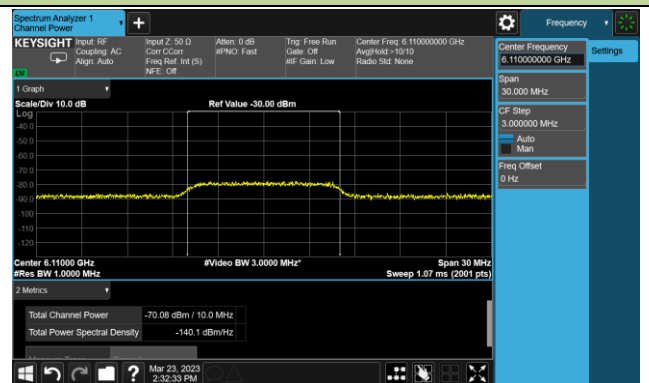 Spectrum Analyzer 1
Channel Power
Frequency
KEYSIGHT
Input: RF
Coupling: AC
Align: Auto
Input Z: 50 Ω
Corr CCorr
Freq Ref: Int (S)
NFE: Off
Atten: 0 dB
#PNO: Fast
Trig: Free Run
Gate: Off
#IF Gain: Low
Center Freq: 6.110000000 GHz
Avg|Hold:>10/10
Radio Std: None
Center Frequency
6.110000000 GHz
Settings
Span
30.000 MHz
CF Step
3.000000 MHz
Auto
Man
Freq Offset
0 Hz
1 Graph
Scale/Div 10.0 dB
Ref Value -30.00 dBm
Log
-40.0
-50.0
-60.0
-70.0
-80.0
-90.0
-100
-110
-120
Center 6.11000 GHz
#Video BW 3.0000 MHz*
Span 30 MHz
#Res BW 1.0000 MHz
Sweep 1.07 ms (2001 pts)
2 Metrics
Total Channel Power
-70.08 dBm / 10.0 MHz
Total Power Spectral Density
-140.1 dBm/Hz
?
Mar 23, 2023
2:32:33 PM